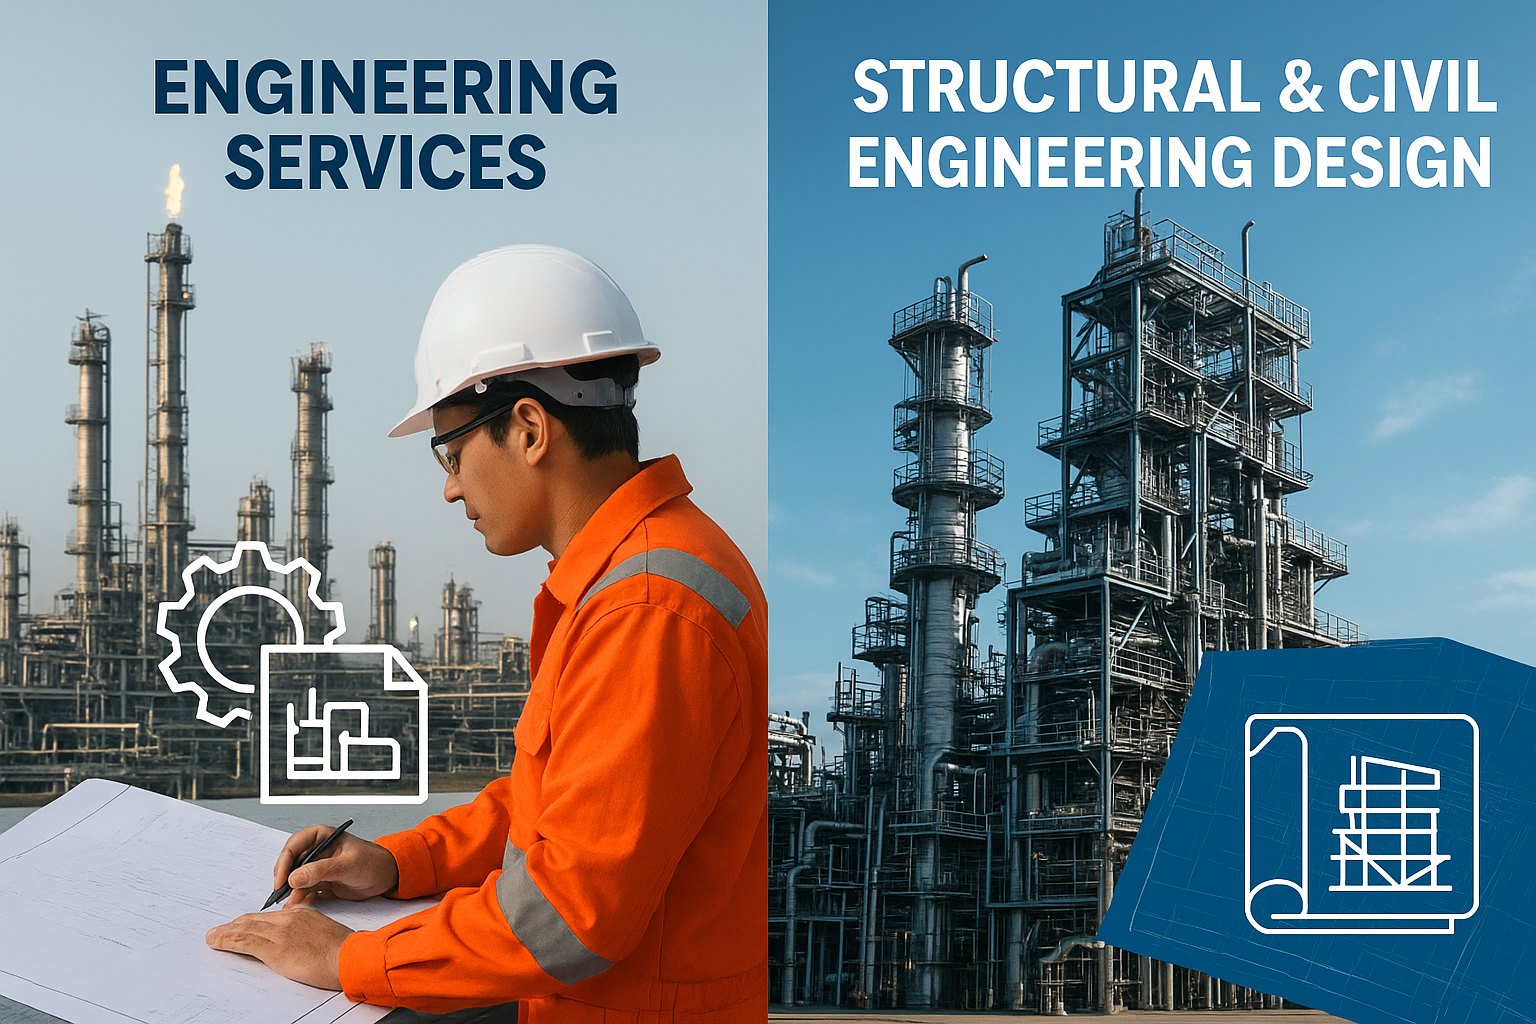 ENGINEERING
SERVICES
STRUCTURAL & CIVIL
ENGINEERING DESIGN